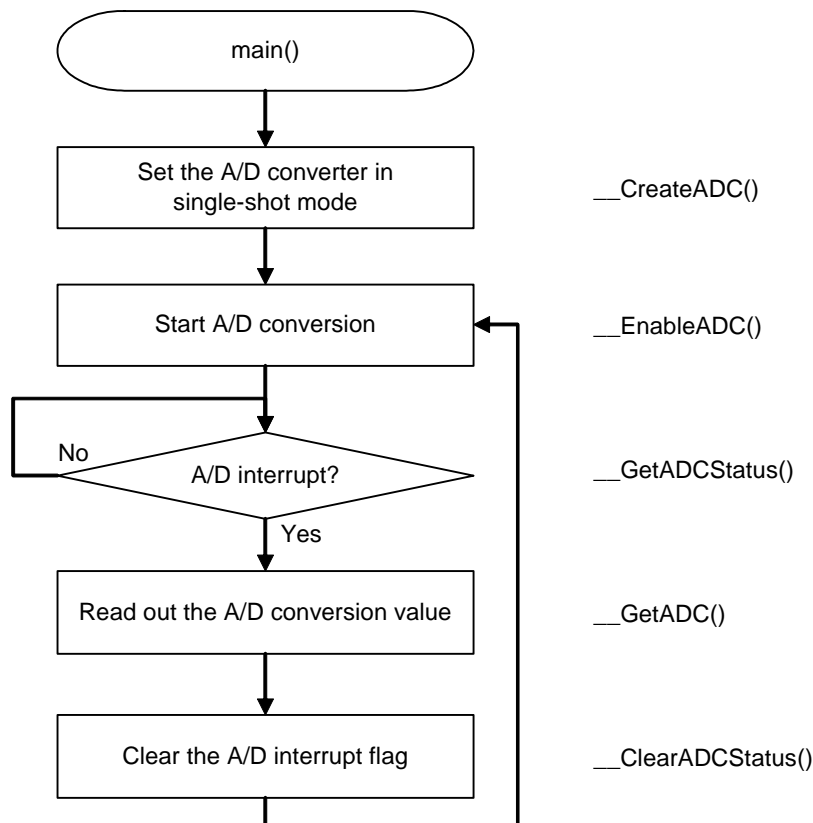 main()
Set the A/D converter in
single-shot mode
__CreateADC()
Start A/D conversion
__EnableADC()
No
A/D interrupt?
__GetADCStatus()
Yes
Read out the A/D conversion value
__GetADC()
Clear the A/D interrupt flag
__ClearADCStatus()